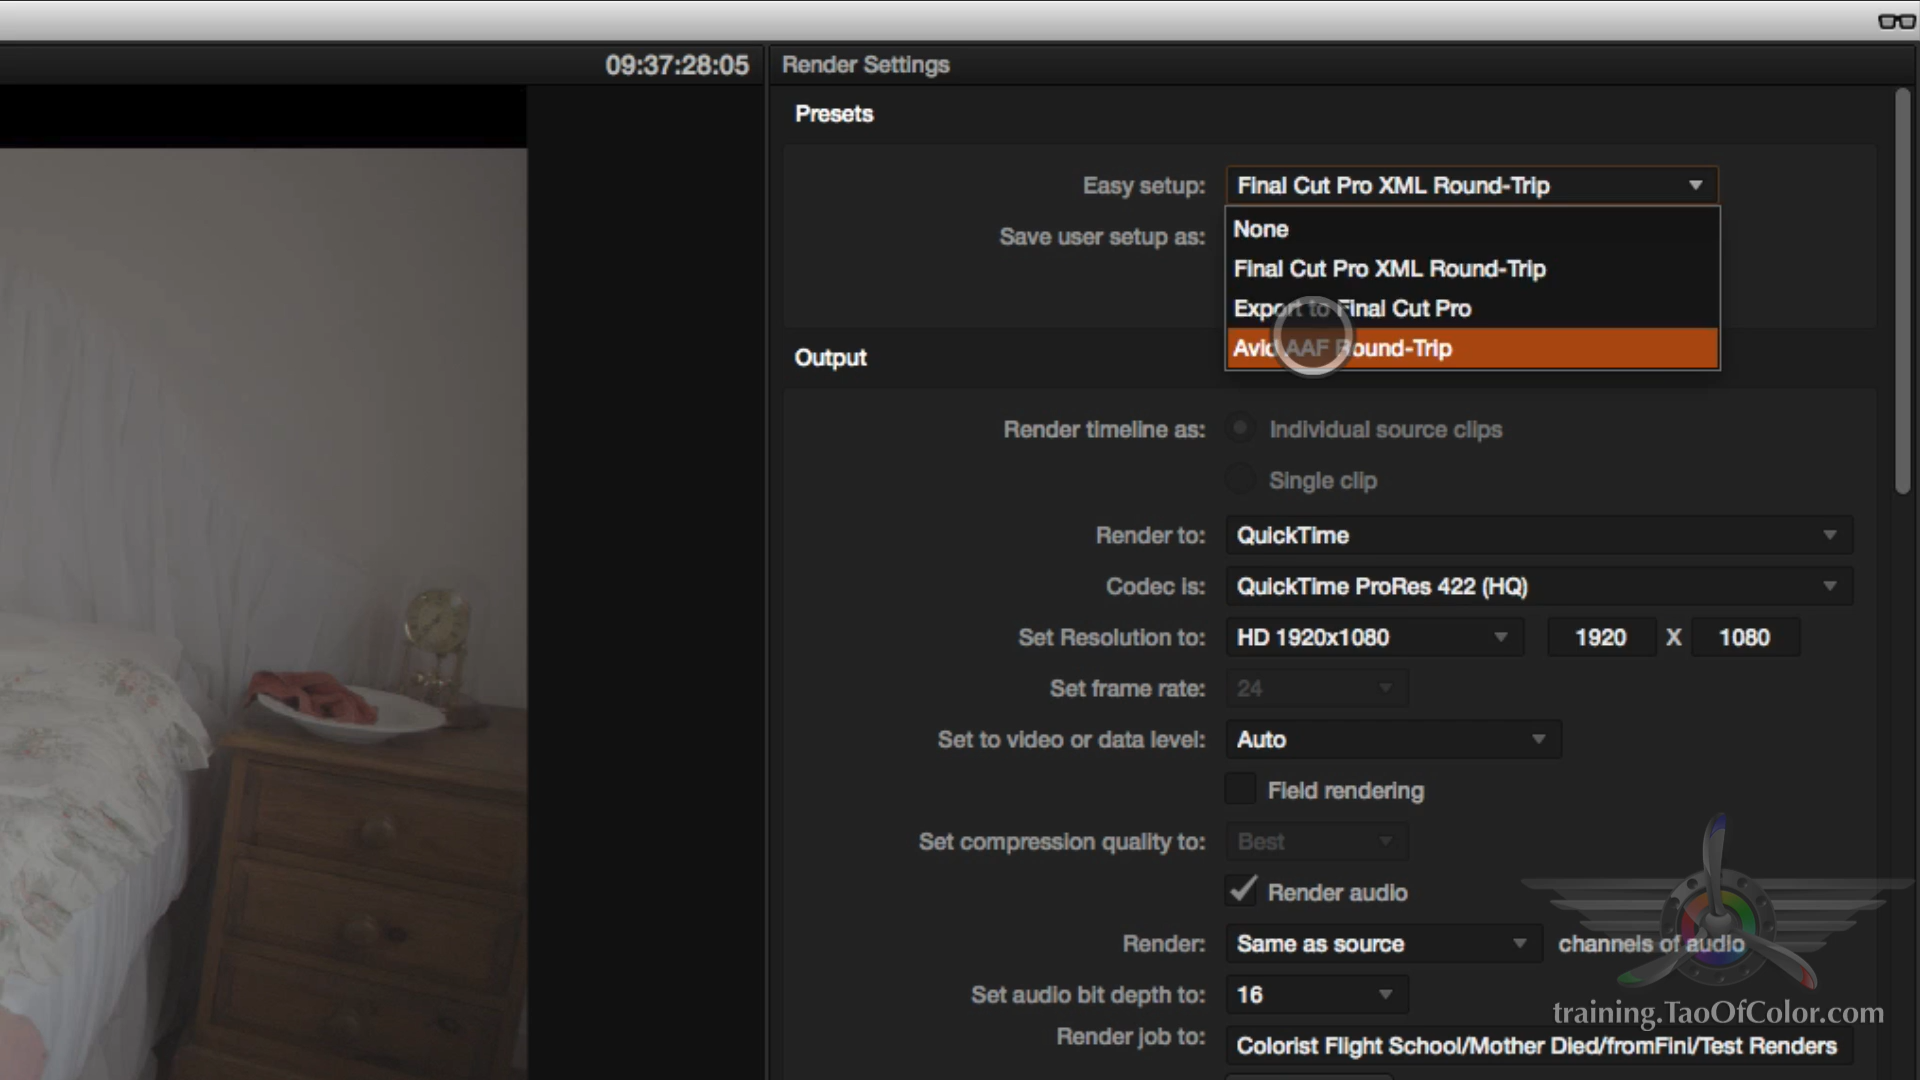 09:37:28:05
Render Settings
Presets
Easy setup: Final Cut Pro XML Round-Trip
Save user setup as:
None
Final Cut Pro XML Round-Trip
Export to Final Cut Pro
Avid AAF Round-Trip
Output
Render timeline as: Individual source clips
Single clip
Render to: QuickTime
Codec is: QuickTime ProRes 422 (HQ)
Set Resolution to: HD 1920x1080 1920 X 1080
Set frame rate: 24
Set to video or data level: Auto
Field rendering
Set compression quality to: Best
Render audio
Render: Same as source channels of audio
Set audio bit depth to: 16
Render job to: Colorist Flight School/Mother Died/fromFini/Test Renders
training.TaoOfColor.com